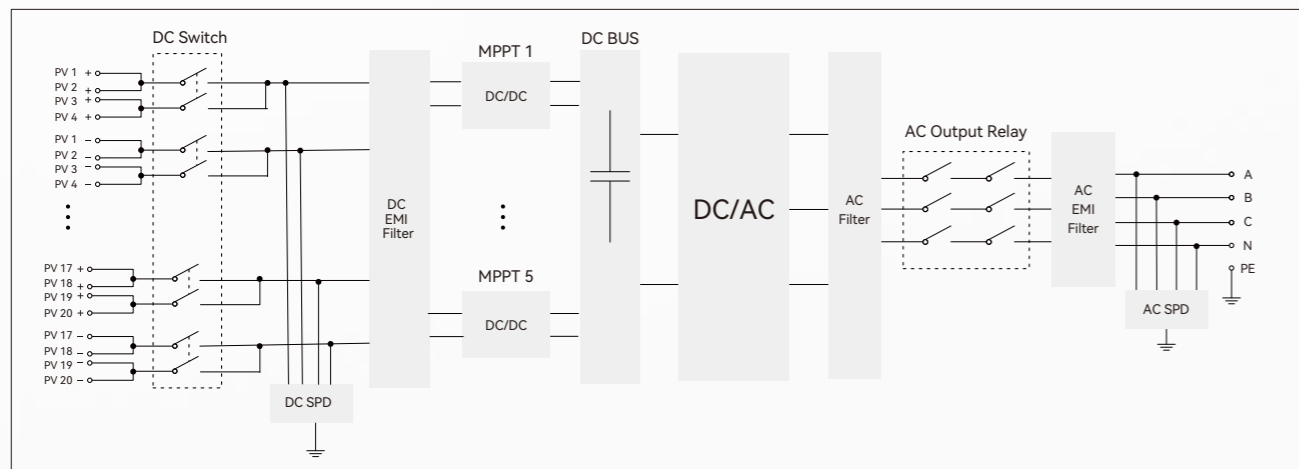 DC Switch
PV 1 +
PV 2 +
PV 3 +
PV 4 +
PV 1 −
PV 2 −
PV 3 −
PV 4 −
PV 17 +
PV 18 +
PV 19 +
PV 20 +
PV 17 −
PV 18 −
PV 19 −
PV 20 −
DC SPD
DC
EMI
Filter
MPPT 1
DC/DC
MPPT 5
DC/DC
DC BUS
DC/AC
AC
Filter
AC Output Relay
AC
EMI
Filter
A
B
C
N
PE
AC SPD